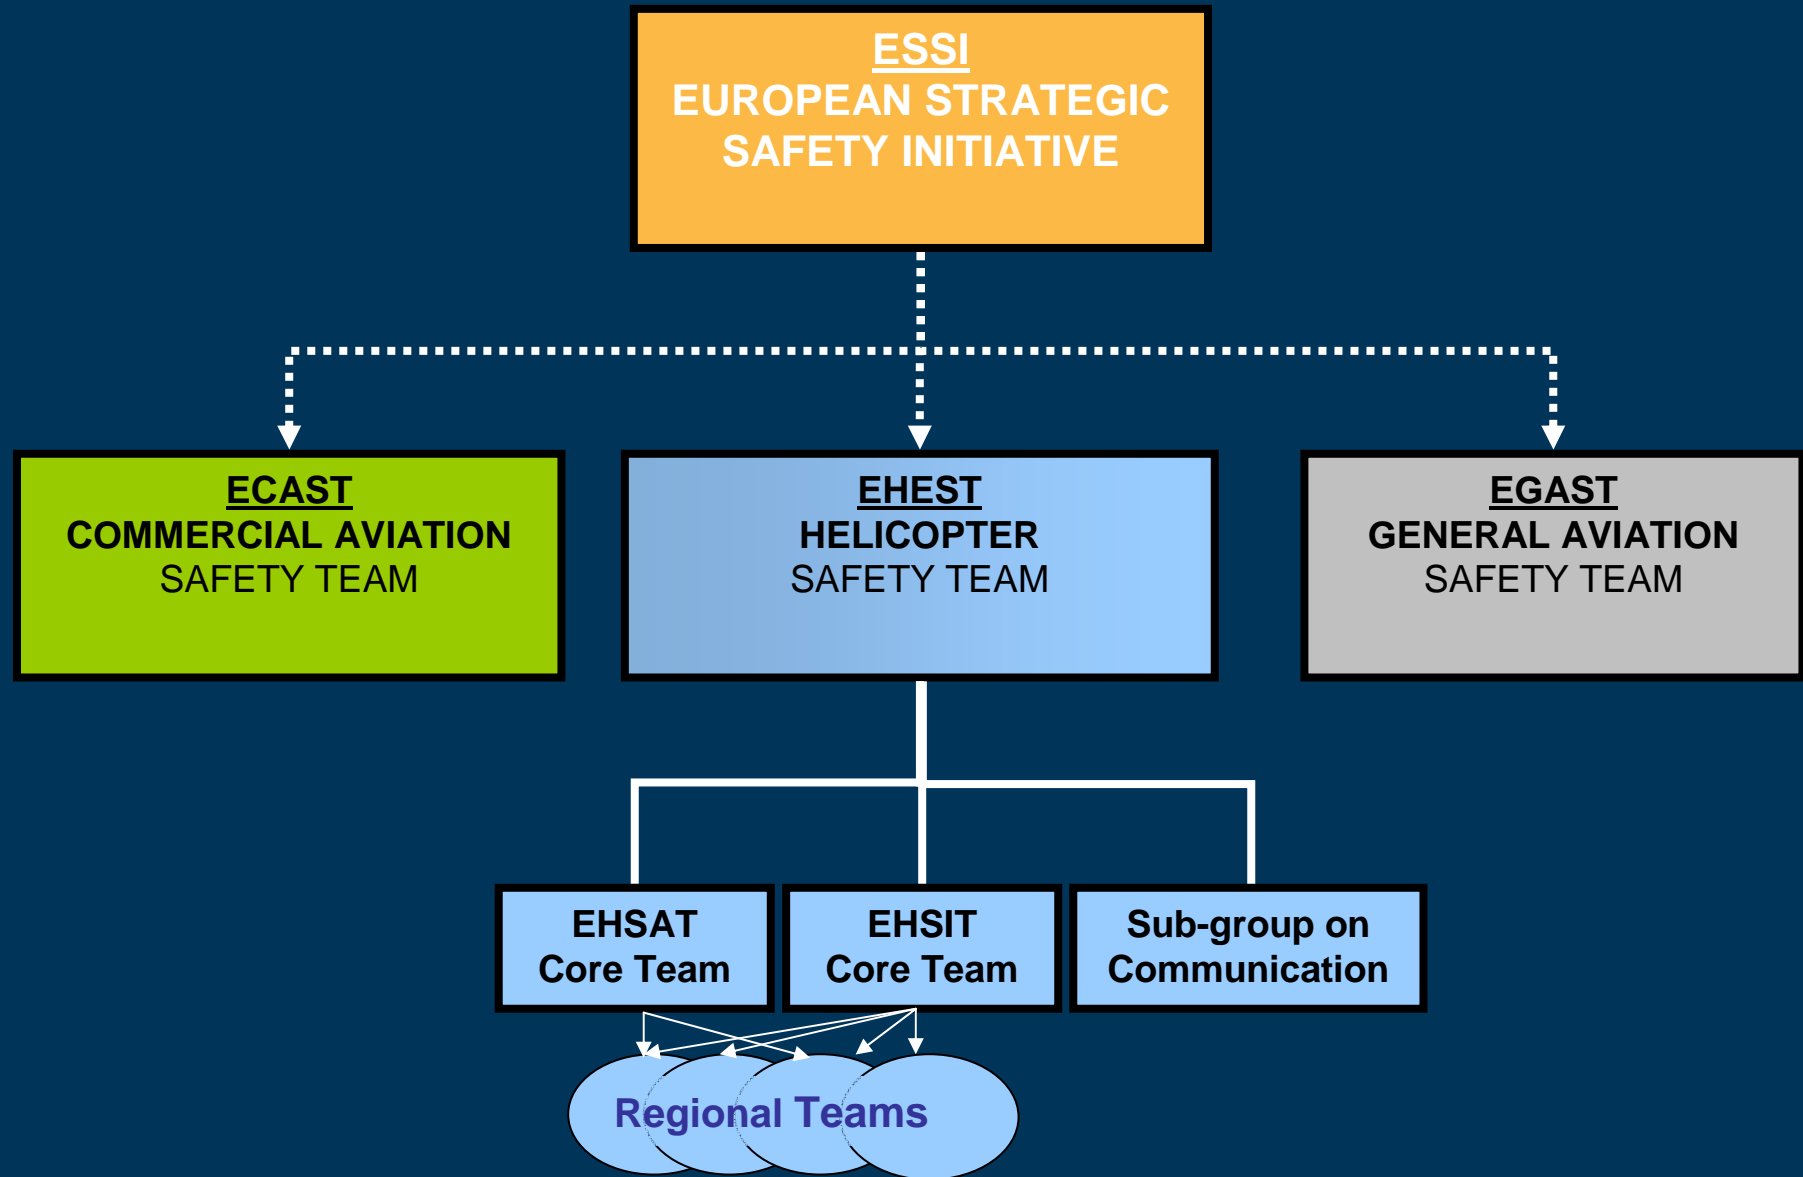 ESSI
EUROPEAN STRATEGIC
SAFETY INITIATIVE
ECAST
COMMERCIAL AVIATION
SAFETY TEAM
EHEST
HELICOPTER
SAFETY TEAM
EGAST
GENERAL AVIATION
SAFETY TEAM
EHSAT
Core Team
EHSIT
Core Team
Sub-group on
Communication
Regional Teams